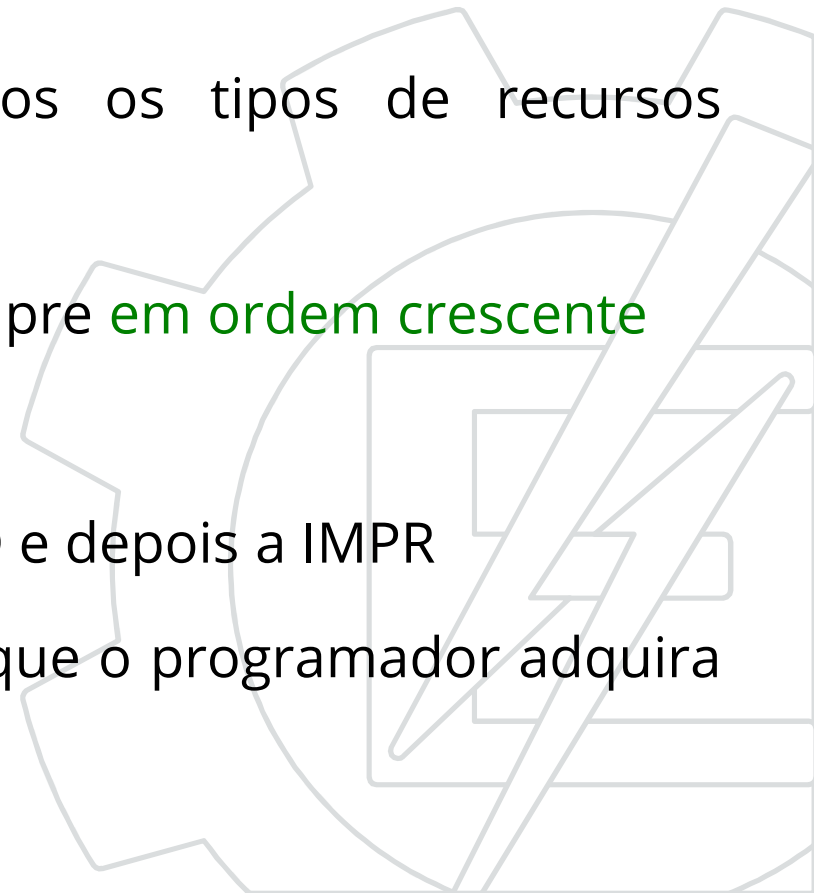 os os tipos de recursos
pre em ordem crescente
e depois a IMPR
que o programador adquira